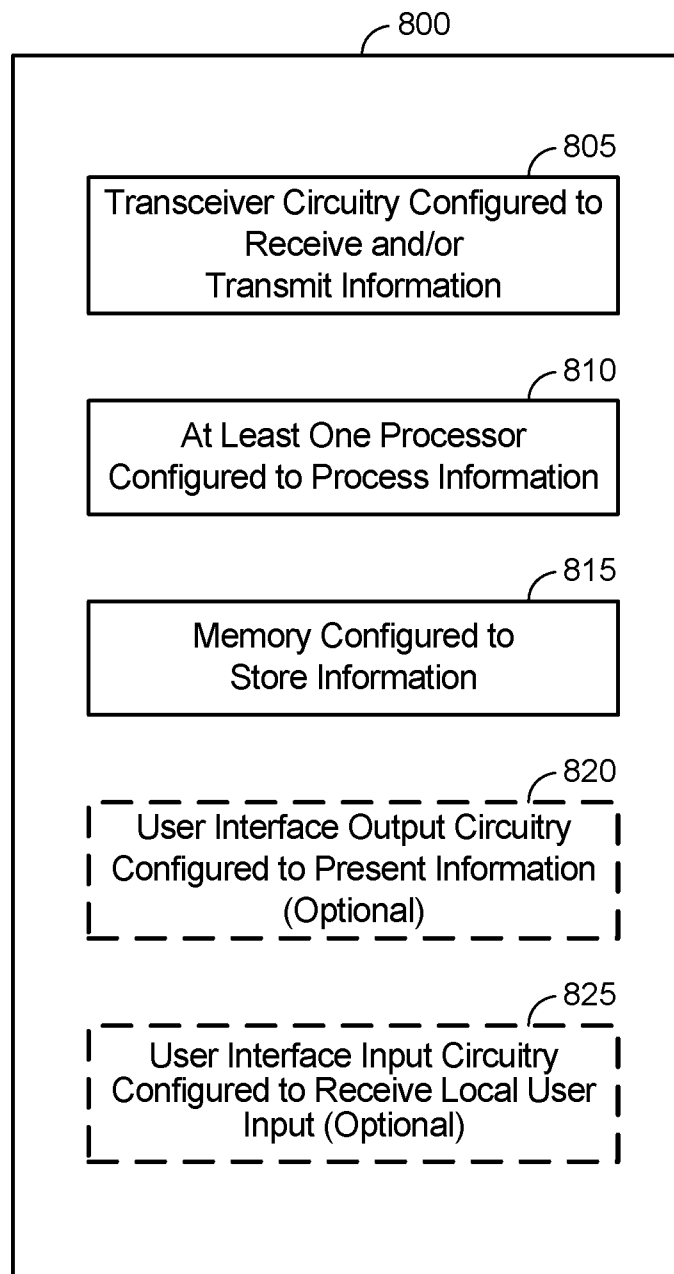 800
805
Transceiver Circuitry Configured to
Receive and/or
Transmit Information
810
At Least One Processor
Configured to Process Information
815
Memory Configured to
Store Information
820
User Interface Output Circuitry
Configured to Present Information
(Optional)
825
User Interface Input Circuitry
Configured to Receive Local User
Input (Optional)